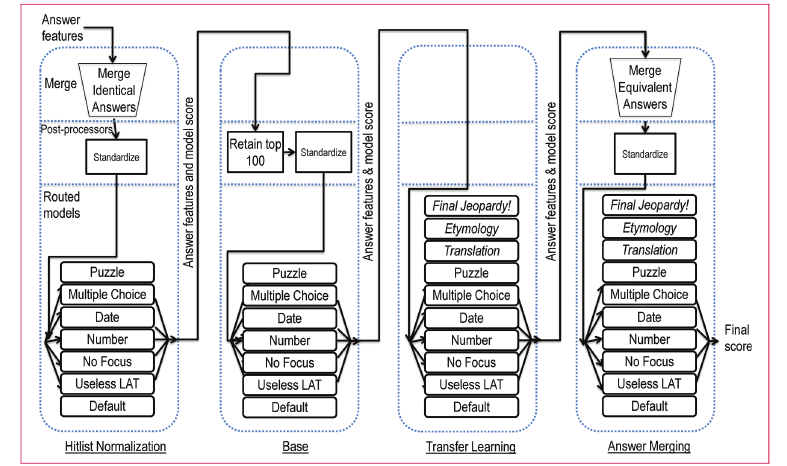 Answer
features
Merge
Merge
Identical
Answers
Post-processors
Standardize
Routed
models
Puzzle
Multiple Choice
Date
Number
No Focus
Useless LAT
Default
Hitlist Normalization
Answer features and model score
Retain top
100
Standardize
Puzzle
Multiple Choice
Date
Number
No Focus
Useless LAT
Default
Base
Answer features & model score
Final Jeopardy!
Etymology
Translation
Puzzle
Multiple Choice
Date
Number
No Focus
Useless LAT
Default
Transfer Learning
Answer features & model score
Merge
Equivalent
Answers
Standardize
Final Jeopardy!
Etymology
Translation
Puzzle
Multiple Choice
Date
Number
No Focus
Useless LAT
Default
Answer Merging
Final
score